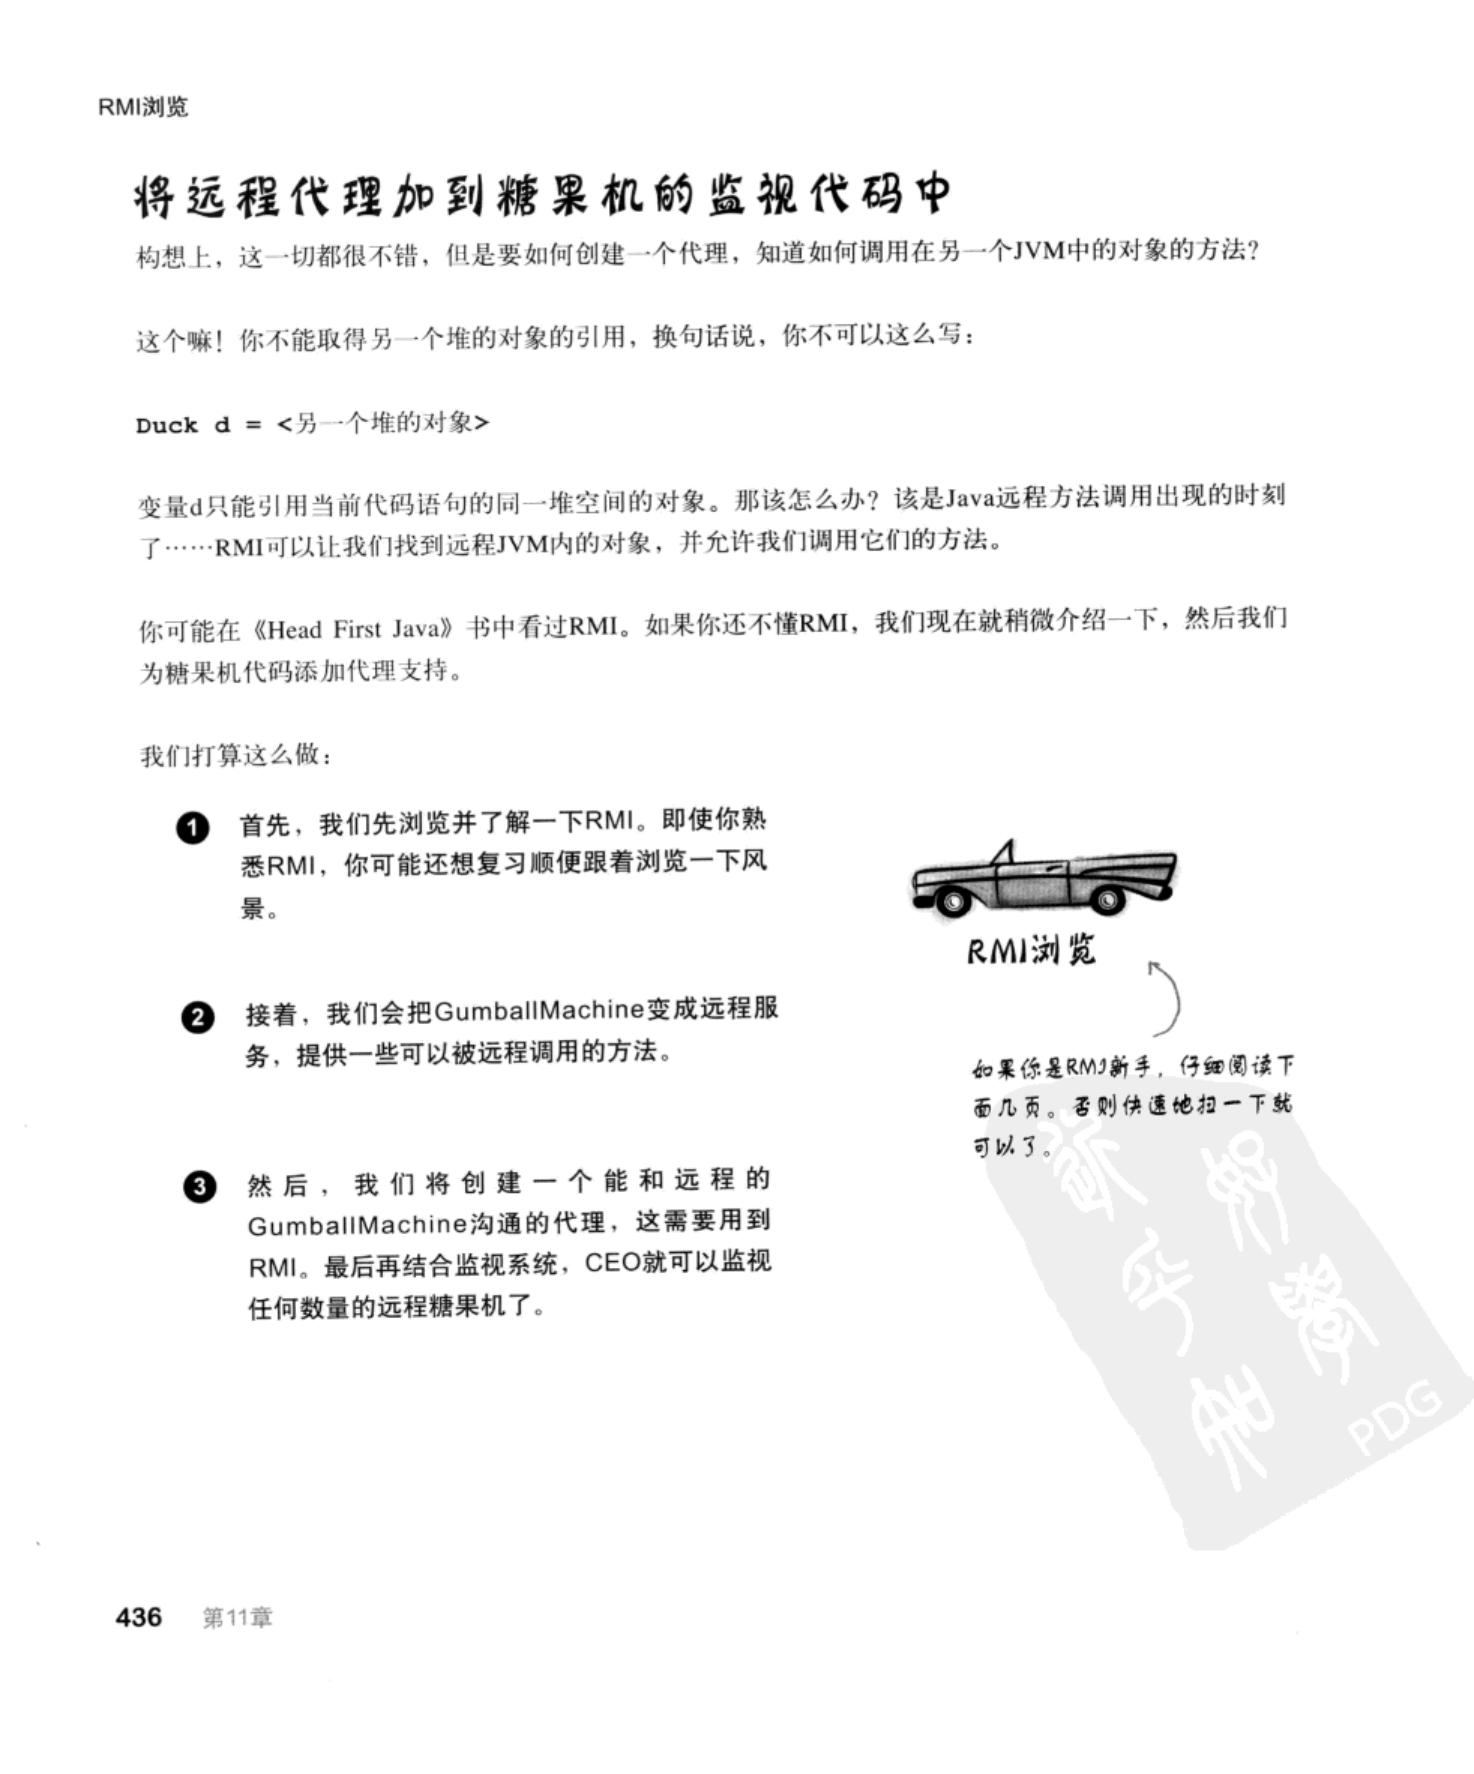 RMI浏览
将远程代理加到糖果机的监视代码中
构想上，这一切都很不错，但是要如何创建一个代理，知道如何调用在另一个JVM中的对象的方法？
这个嘛！你不能取得另一个堆的对象的引用，换句话说，你不可以这么写：
Duck d = <另一个堆的对象>
变量d只能引用当前代码语句的同一堆空间的对象。那该怎么办？该是Java远程方法调用出现的时刻
了……RMI可以让我们找到远程JVM内的对象，并允许我们调用它们的方法。
你可能在《Head First Java》书中看过RMI。如果你还不懂RMI，我们现在就稍微介绍一下，然后我们
为糖果机代码添加代理支持。
我们打算这么做：
1 首先，我们先浏览并了解一下RMI。即使你熟
悉RMI，你可能还想复习顺便跟着浏览一下风
景。
2 接着，我们会把GumballMachine变成远程服
务，提供一些可以被远程调用的方法。
3 然后，我们将创建一个能和远程的
GumballMachine沟通的代理，这需要用到
RMI。最后再结合监视系统，CEO就可以监视
任何数量的远程糖果机了。
RMI浏览
如果你是RMI新手，仔细阅读下
面几页。否则快速地扫一下就
可以了。
PDG
436 第11章